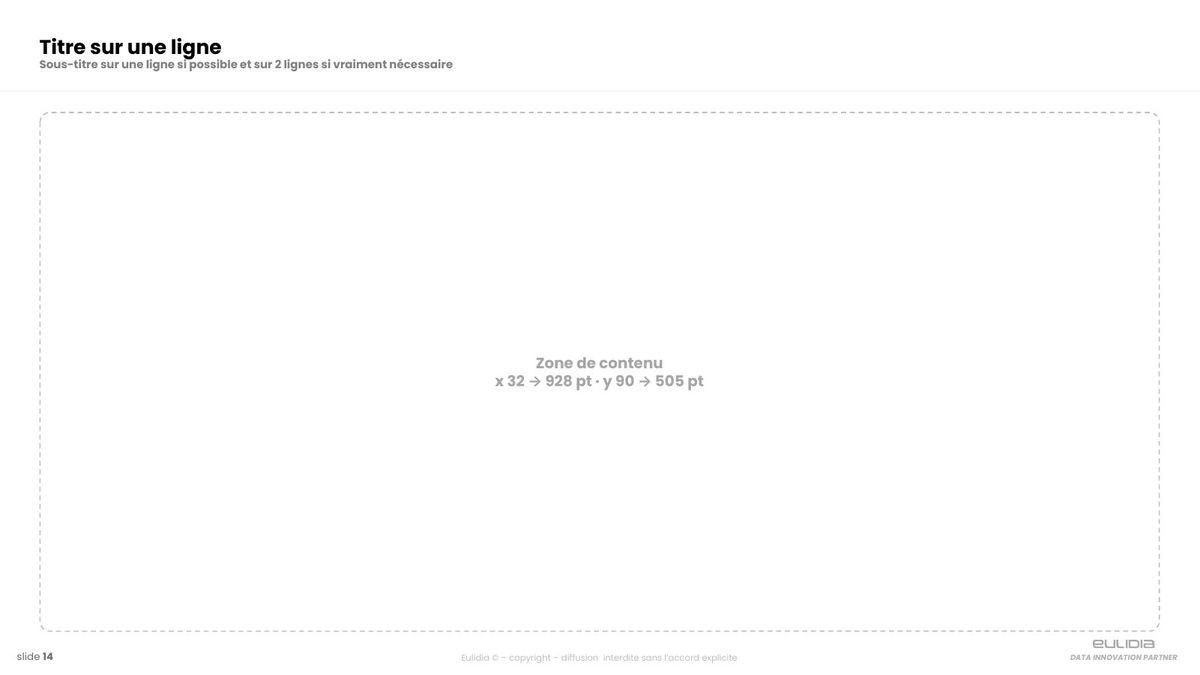 Titre sur une ligne
Sous-titre sur une ligne si possible et sur 2 lignes si vraiment nécessaire
Zone de contenu
x 32 → 928 pt · y 90 → 505 pt
slide 14
Eulidia © – copyright – diffusion  interdite sans l'accord explicite
EULIDIA
DATA INNOVATION PARTNER